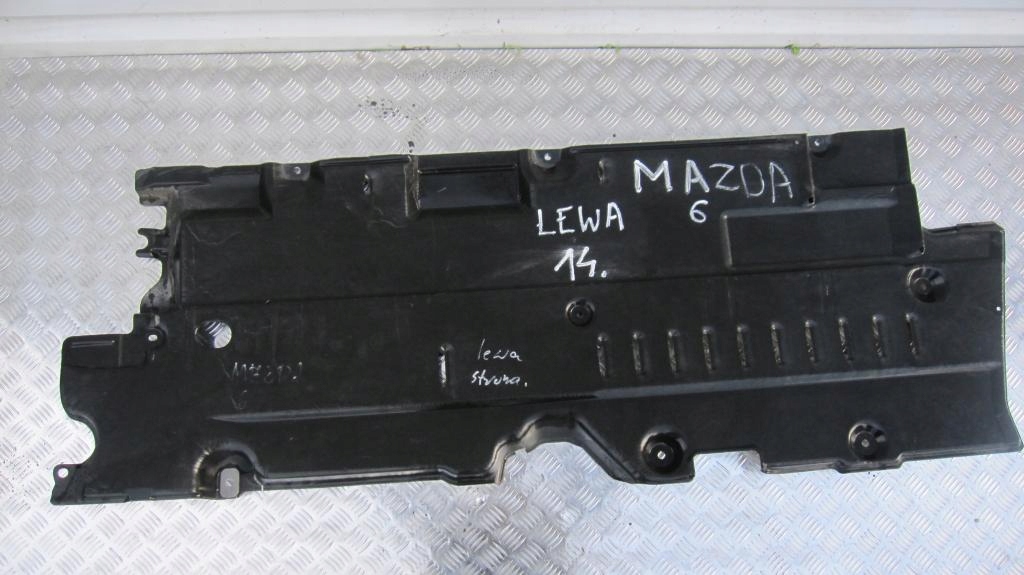 MAZDA
6
LEWA
14.
lewa
strona.